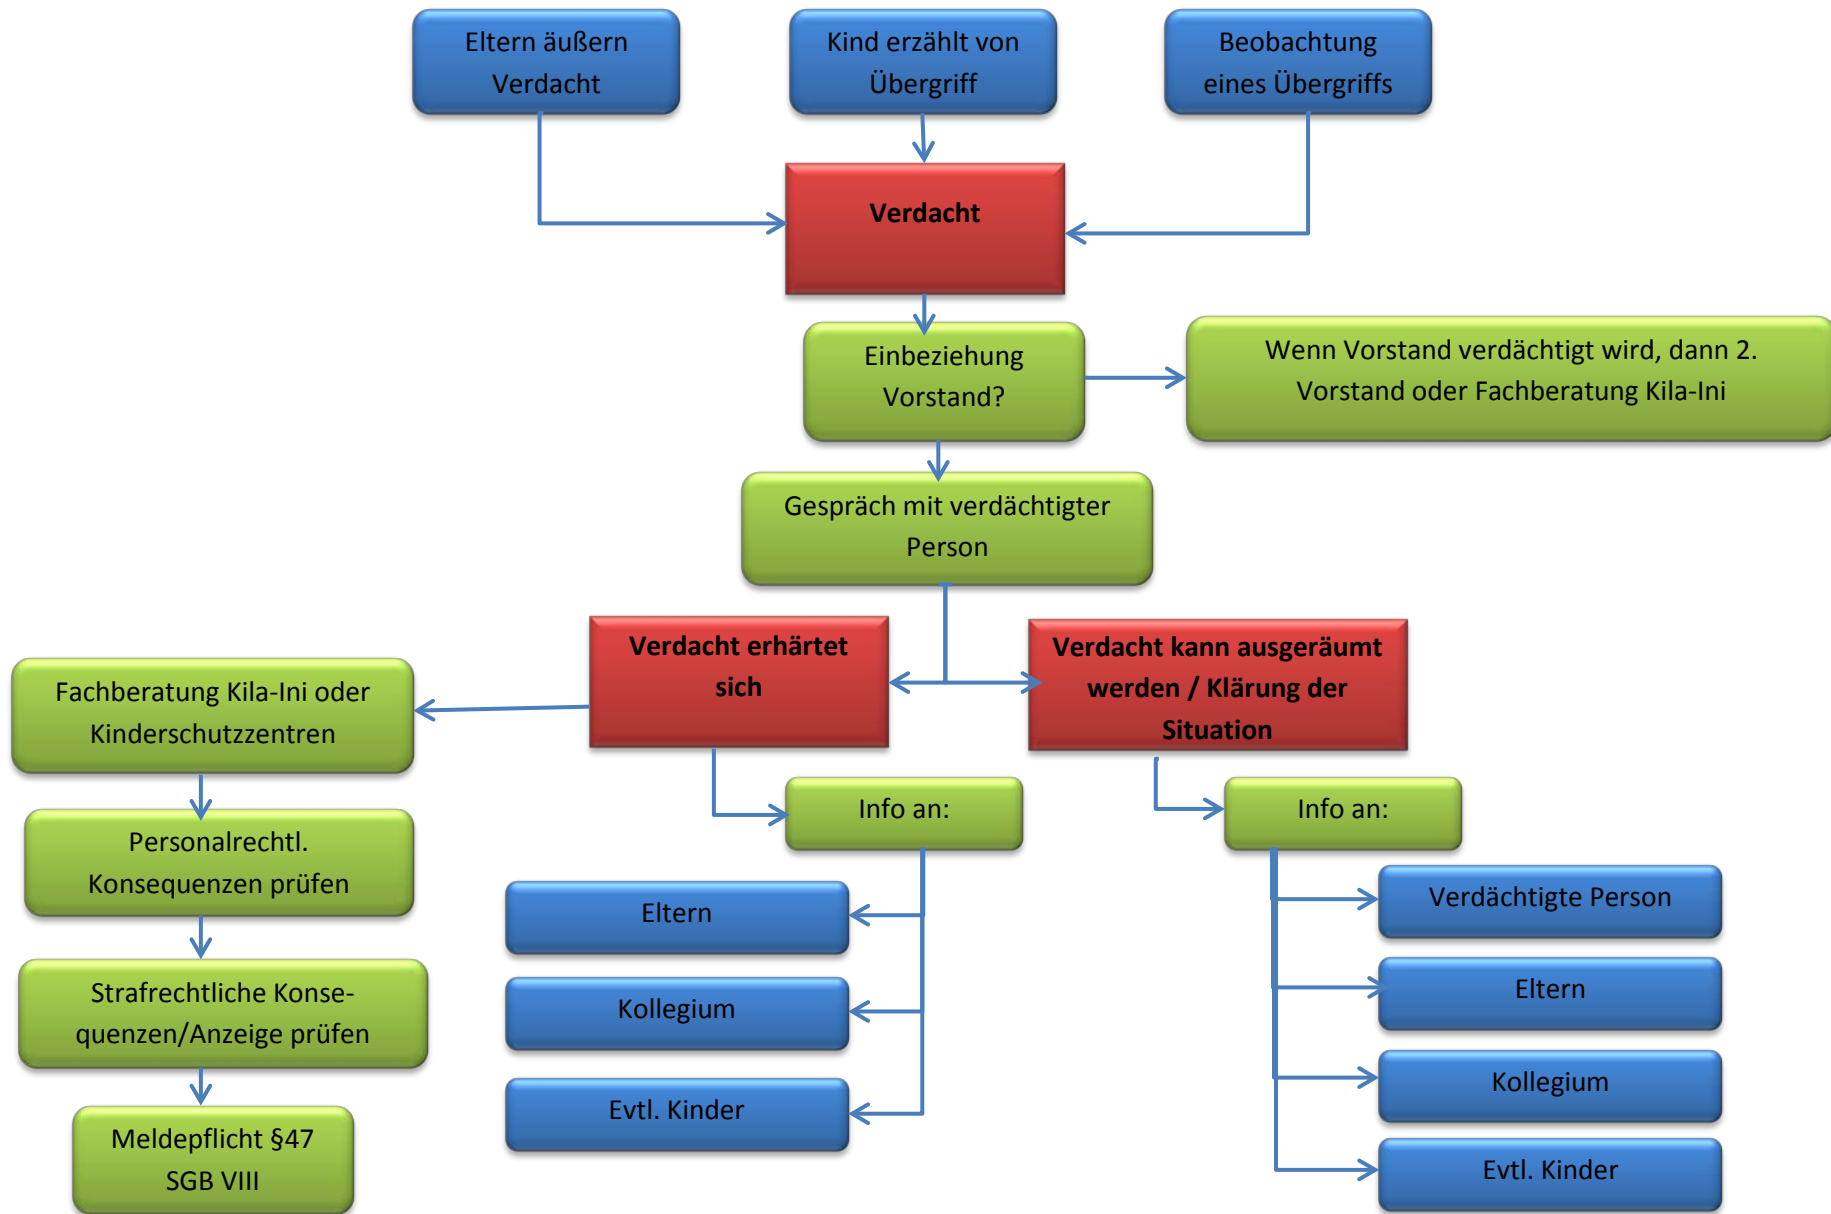 Eltern äußern
Verdacht
Kind erzählt von
Übergriff
Beobachtung
eines Übergriffs
Verdacht
Einbeziehung
Vorstand?
Wenn Vorstand verdächtigt wird, dann 2.
Vorstand oder Fachberatung Kila-Ini
Gespräch mit verdächtigter
Person
Verdacht erhärtet
sich
Verdacht kann ausgeräumt
werden / Klärung der
Situation
Fachberatung Kila-Ini oder
Kinderschutzzentren
Personalrechtl.
Konsequenzen prüfen
Strafrechtliche Konse-
quenzen/Anzeige prüfen
Meldepflicht §47
SGB VIII
Info an:
Eltern
Kollegium
Evtl. Kinder
Info an:
Verdächtigte Person
Eltern
Kollegium
Evtl. Kinder